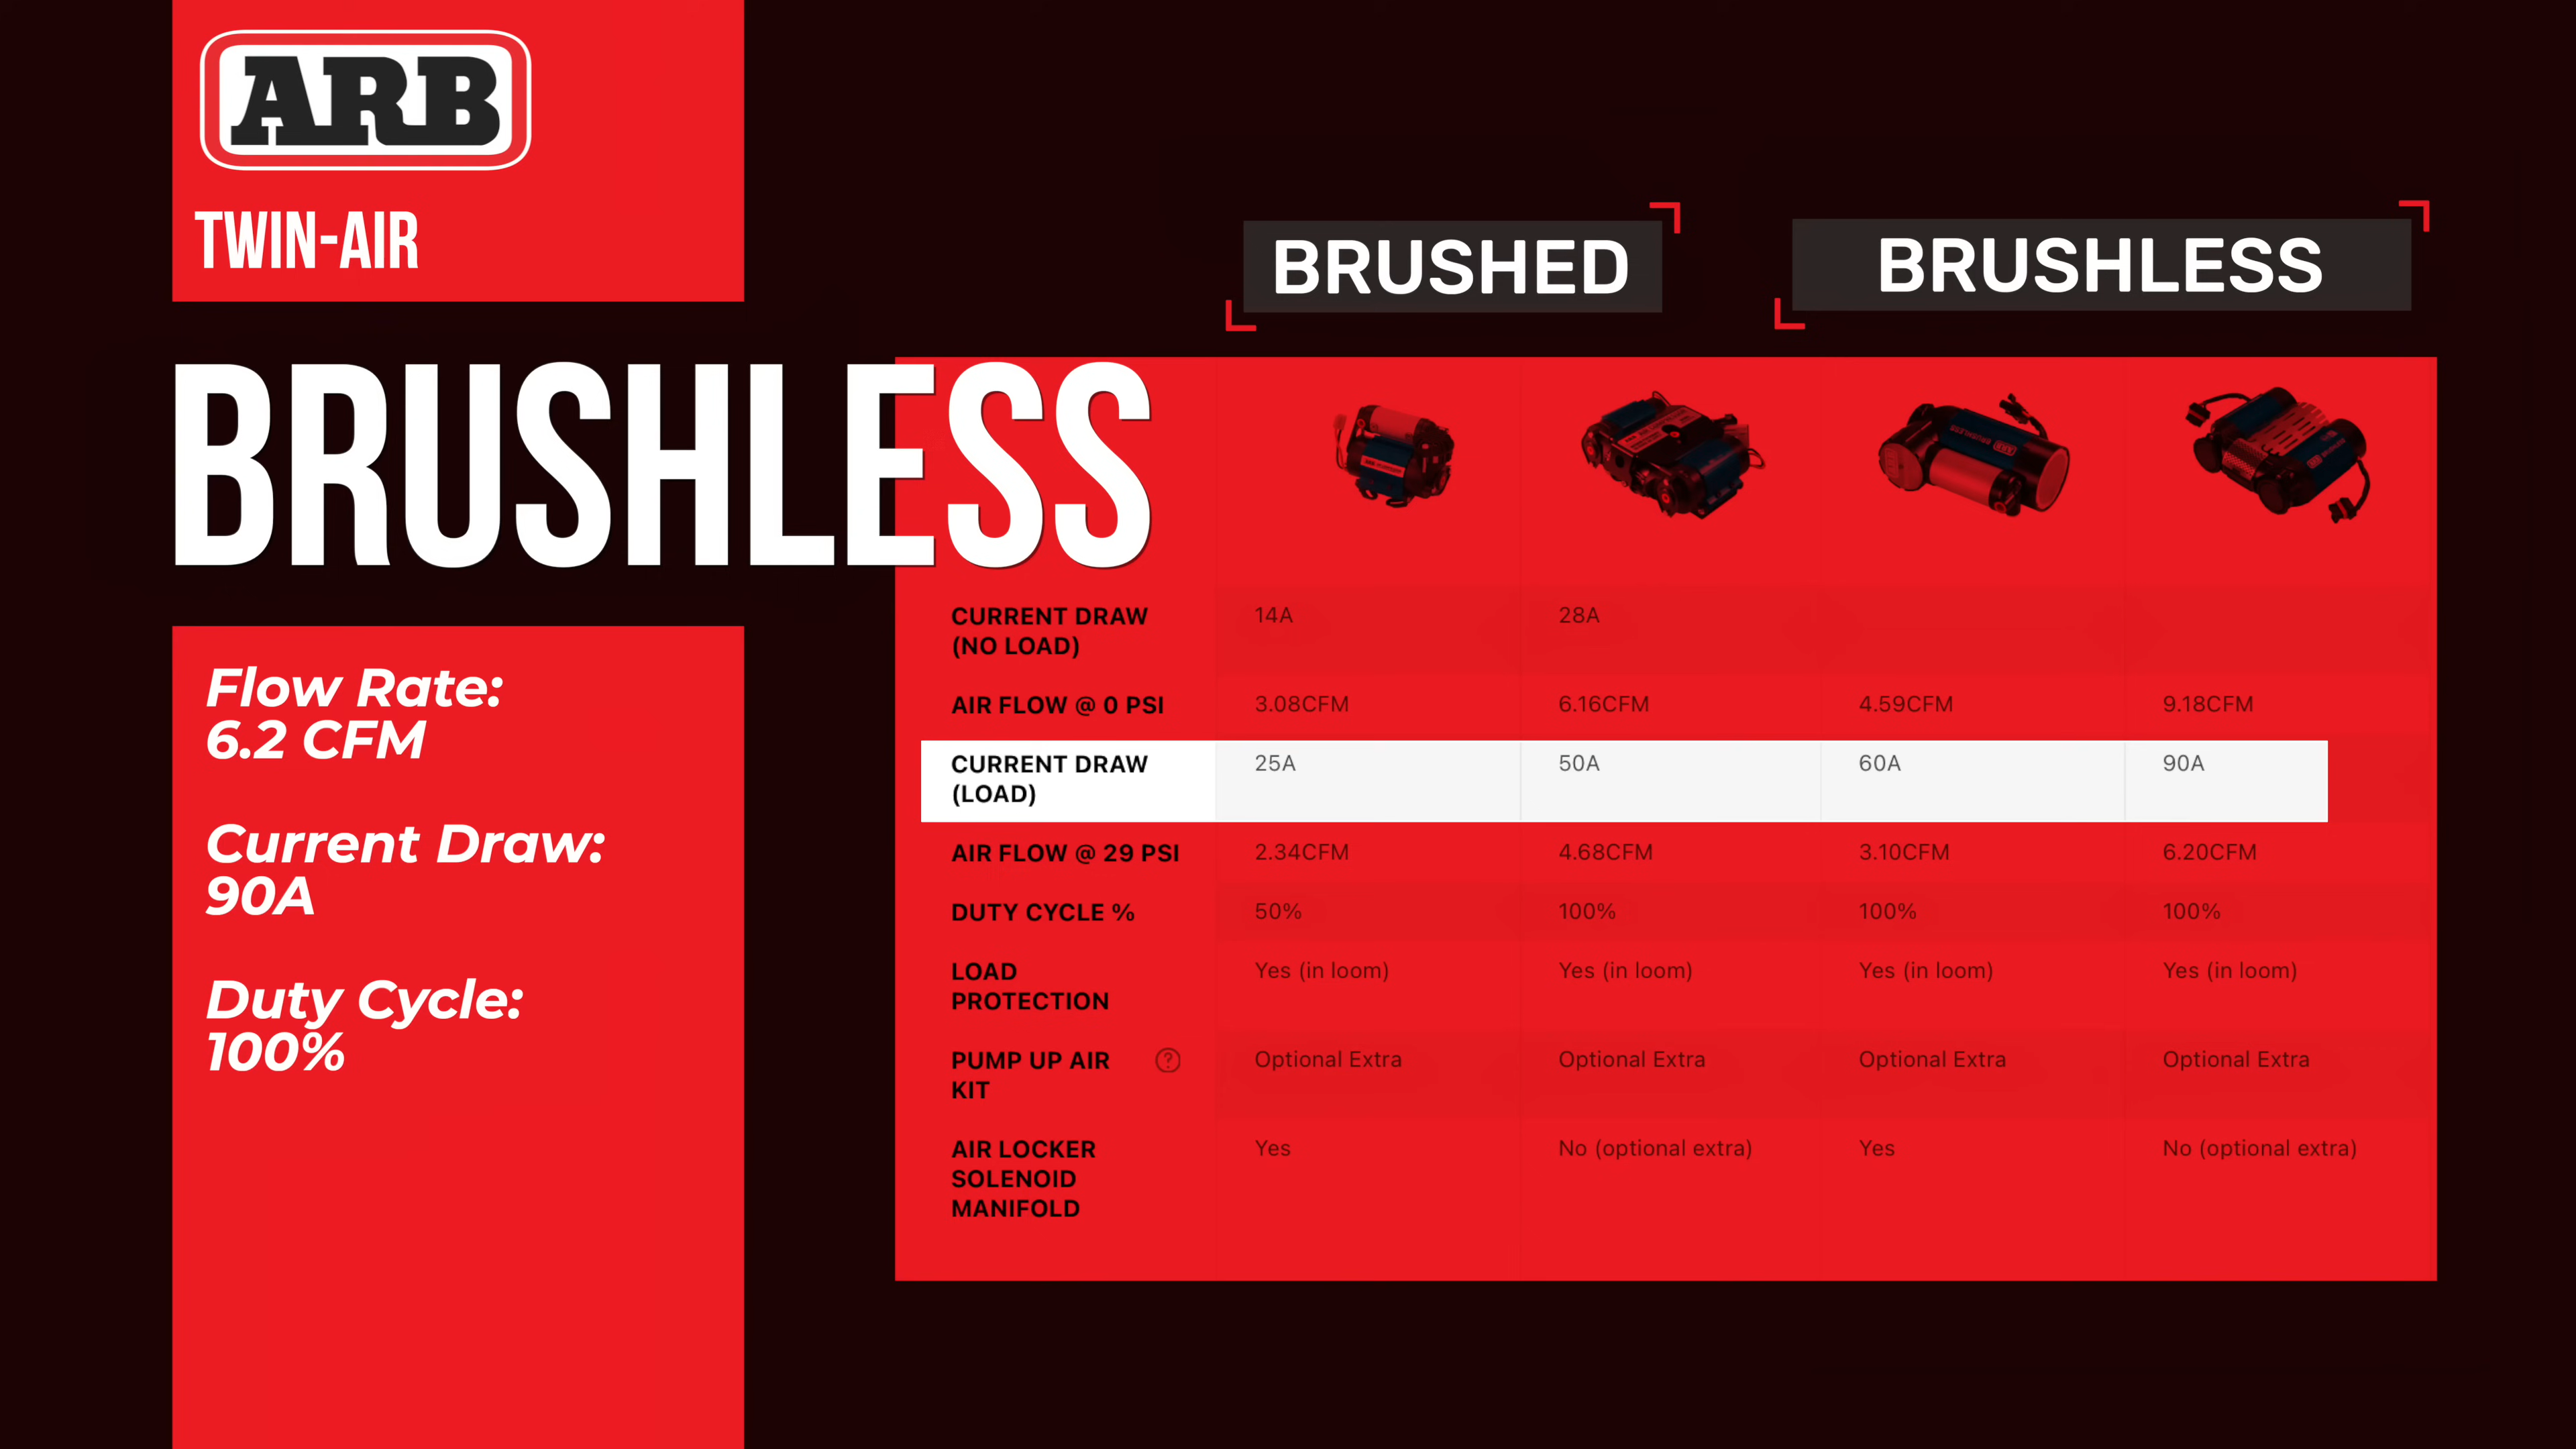 ARB
TWIN-AIR
BRUSHLESS
Flow Rate:
6.2 CFM
Current Draw:
90A
Duty Cycle:
100%
BRUSHED BRUSHLESS
CURRENT DRAW 14A 28A
(NO LOAD)
AIR FLOW @ 0 PSI 3.08CFM 6.16CFM 4.59CFM 9.18CFM
CURRENT DRAW 25A 50A 60A 90A
(LOAD)
AIR FLOW @ 29 PSI 2.34CFM 4.68CFM 3.10CFM 6.20CFM
DUTY CYCLE % 50% 100% 100% 100%
LOAD Yes (in loom) Yes (in loom) Yes (in loom) Yes (in loom)
PROTECTION
PUMP UP AIR ? Optional Extra Optional Extra Optional Extra Optional Extra
KIT
AIR LOCKER Yes No (optional extra) Yes No (optional extra)
SOLENOID
MANIFOLD